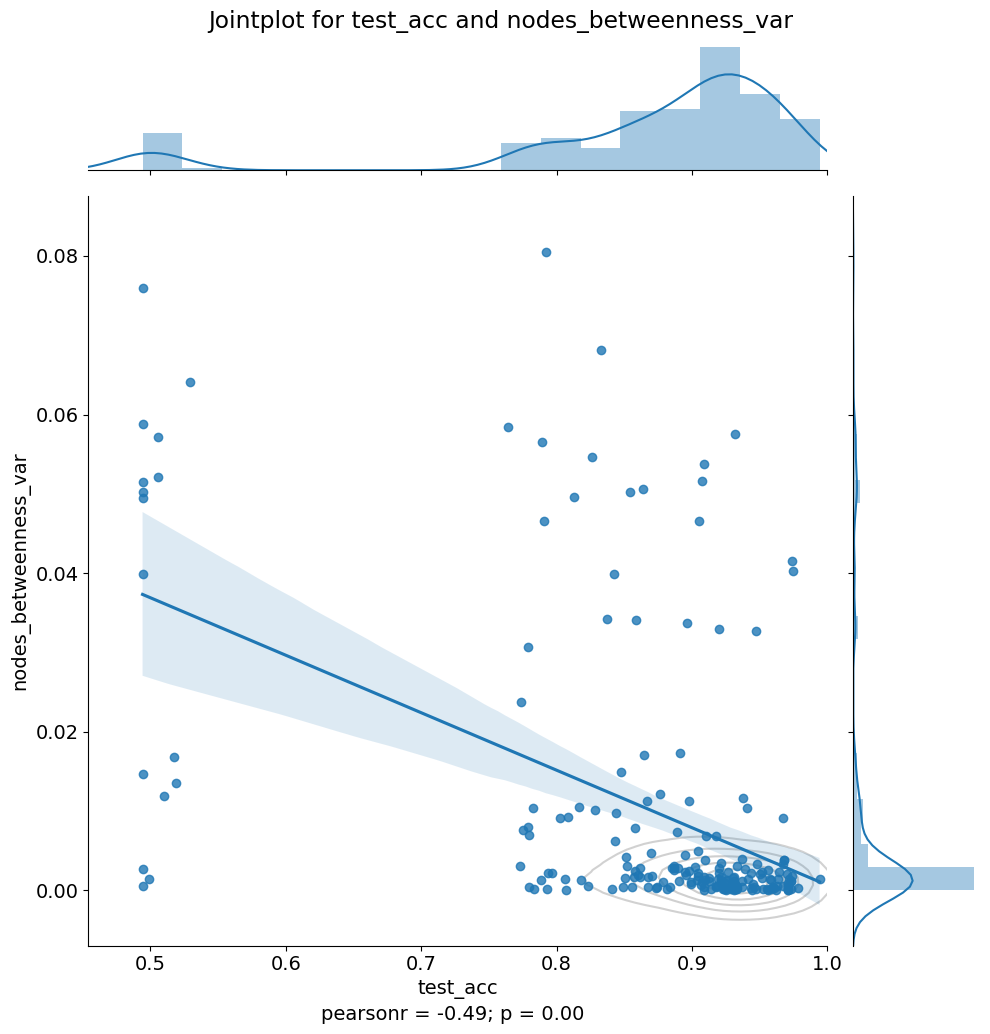 Jointplot for test_acc and nodes_betweenness_var
0.08
0.06
0.04
0.02
0.00
nodes_betweenness_var
0.5 0.6 0.7 0.8 0.9 1.0
test_acc
pearsonr = -0.49; p = 0.00